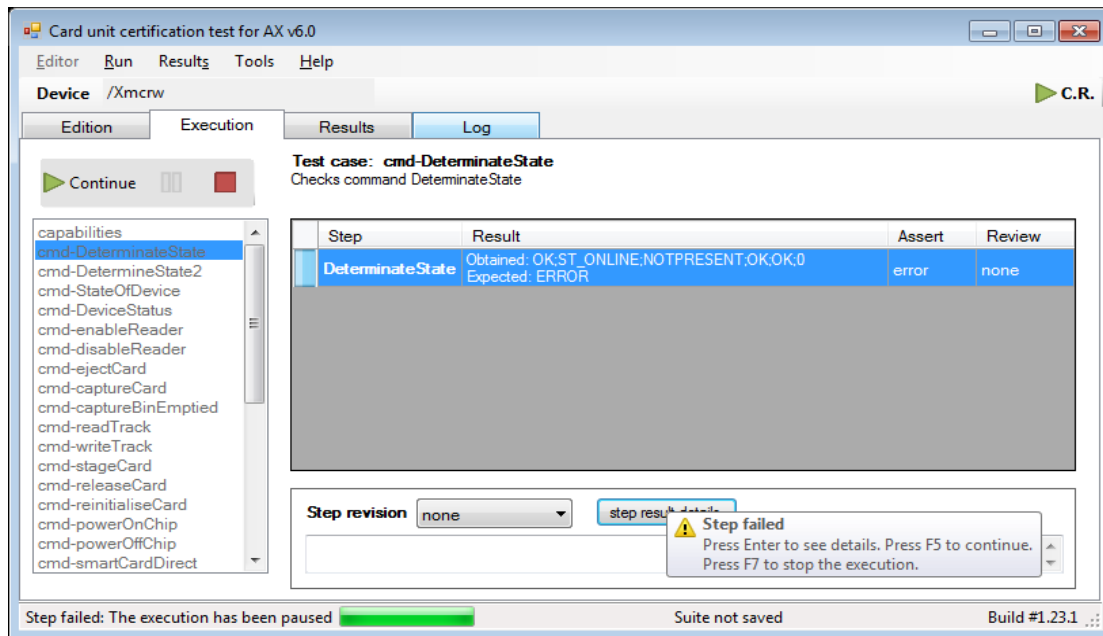 Card unit certification test for AX v6.0
Editor Run Results Tools Help
Device /Xmcrw
C.R.
Edition Execution Results Log
Continue
Test case: cmd-DeterminateState
Checks command DeterminateState
capabilities
cmd-DeterminateState
cmd-DetermineState2
cmd-StateOfDevice
cmd-DeviceStatus
cmd-enableReader
cmd-disableReader
cmd-ejectCard
cmd-captureCard
cmd-captureBinEmptied
cmd-readTrack
cmd-writeTrack
cmd-stageCard
cmd-releaseCard
cmd-reinitialiseCard
cmd-powerOnChip
cmd-powerOffChip
cmd-smartCardDirect
Step Result Assert Review
DeterminateState
Obtained: OK;ST_ONLINE;NOTPRESENT;OK;OK;0
Expected: ERROR
error none
Step revision none step result details
Step failed
Press Enter to see details. Press F5 to continue.
Press F7 to stop the execution.
Step failed: The execution has been paused Suite not saved Build #1.23.1